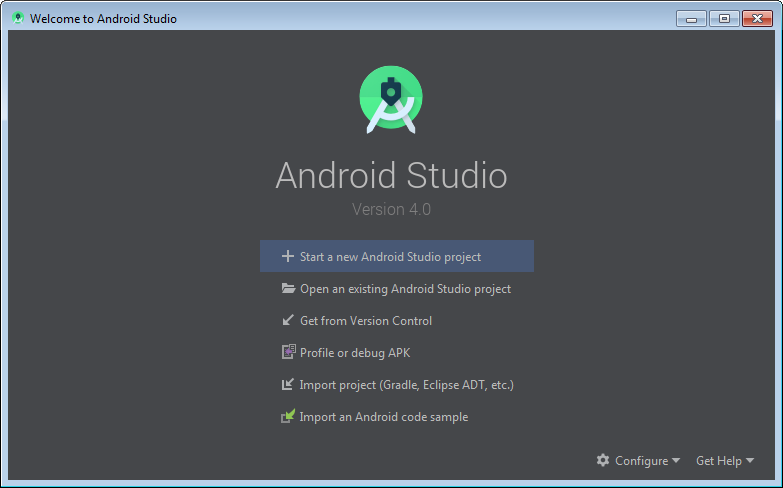 Welcome to Android Studio
Android Studio
Version 4.0
Start a new Android Studio project
Open an existing Android Studio project
Get from Version Control
Profile or debug APK
Import project (Gradle, Eclipse ADT, etc.)
Import an Android code sample
Configure Get Help